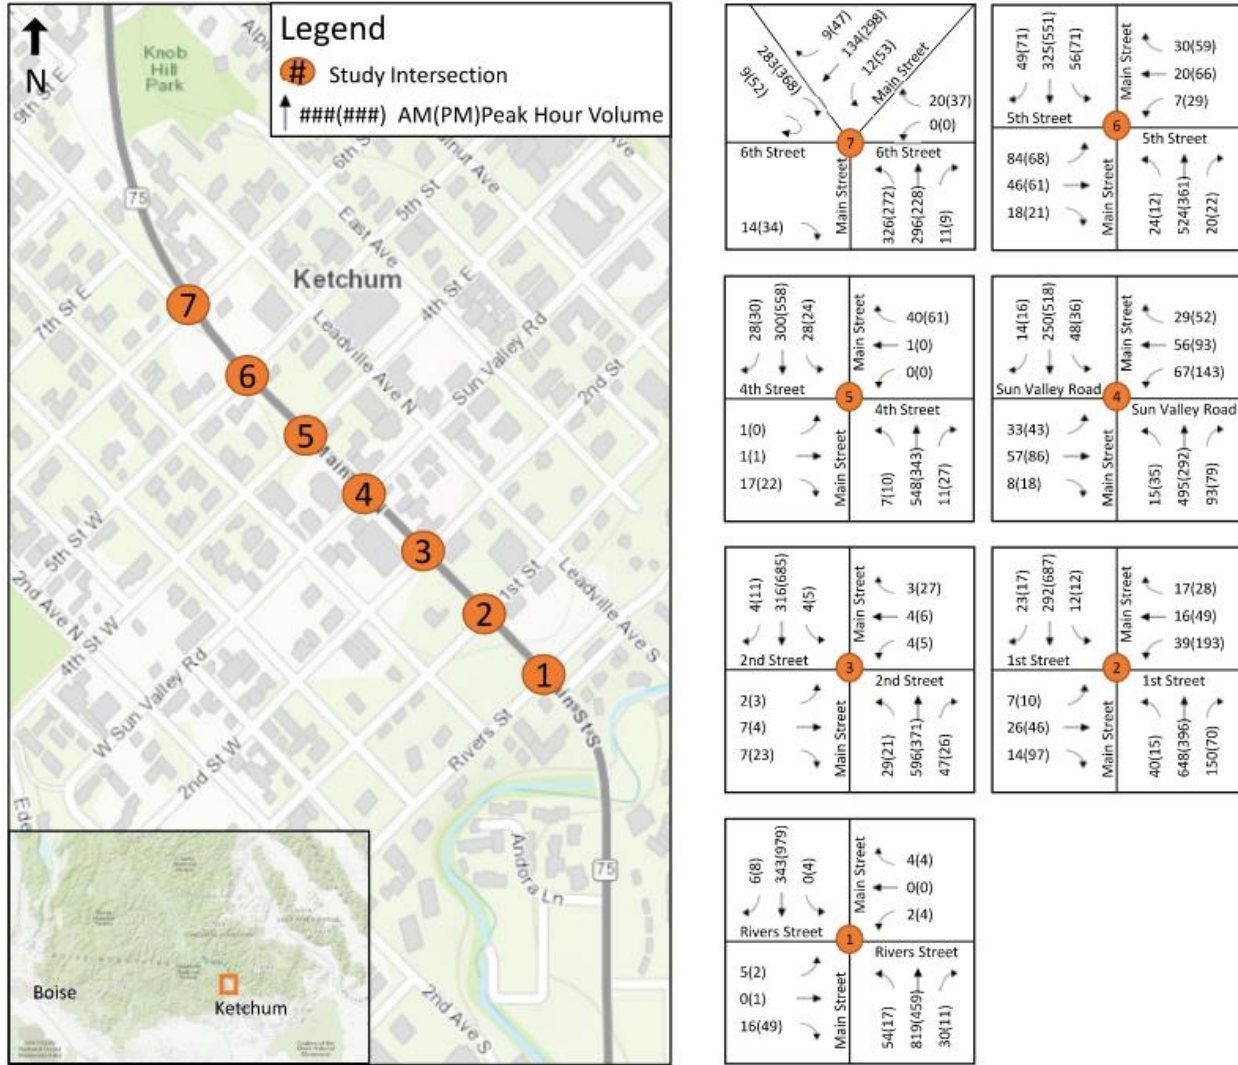 N
Legend
# Study Intersection
###(###) AM(PM)Peak Hour Volume
Knob
Hill
Park
9th St E
6th St
5th St
East Ave
4th St E
75
Ketchum
7th St E
Leadville Ave N
Sun Valley Rd
2nd St
7
6
5
4
3
2
1
1st St
Leadville Ave S
5th St W
2nd Ave N
4th St W
W Sun Valley Rd
2nd St W
Rivers St
Andora Ln
75
2nd Ave S
Boise
Ketchum
9(47)
134(298)
12(53)
283(368)
9(52)
Main Street
20(37)
0(0)
7
6th Street
6th Street
Main Street
14(34)
326(272)
296(228)
11(9)
49(71)
325(551)
56(71)
Main Street
30(59)
20(66)
7(29)
5th Street
6
5th Street
84(68)
46(61)
18(21)
Main Street
24(12)
524(361)
20(22)
28(30)
300(558)
28(24)
Main Street
40(61)
1(0)
0(0)
4th Street
5
4th Street
1(0)
1(1)
17(22)
Main Street
7(10)
548(343)
11(27)
14(16)
250(518)
48(36)
Main Street
29(52)
56(93)
67(143)
Sun Valley Road
4
Sun Valley Road
33(43)
57(86)
8(18)
Main Street
15(35)
495(292)
93(79)
4(11)
316(685)
4(5)
Main Street
3(27)
4(6)
4(5)
2nd Street
3
2nd Street
2(3)
7(4)
7(23)
Main Street
29(21)
596(371)
47(26)
23(17)
292(687)
12(12)
Main Street
17(28)
16(49)
39(193)
1st Street
2
1st Street
7(10)
26(46)
14(97)
Main Street
40(15)
648(396)
150(70)
6(8)
343(979)
0(4)
Main Street
4(4)
0(0)
2(4)
Rivers Street
1
Rivers Street
5(2)
0(1)
16(49)
Main Street
54(17)
819(459)
30(11)